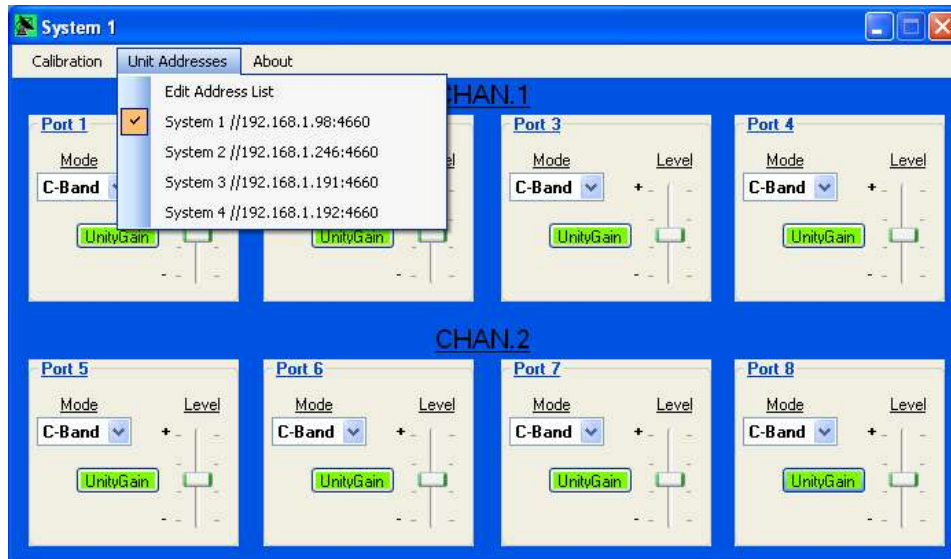 System 1
Calibration Unit Addresses About
Edit Address List
System 1 //192.168.1.98:4660
System 2 //192.168.1.246:4660
System 3 //192.168.1.191:4660
System 4 //192.168.1.192:4660
CHAN.1
Port 1 Port 3 Port 4
Mode Mode Level Mode Level
C-Band C-Band + C-Band +
UnityGain UnityGain UnityGain UnityGain
- - - -
CHAN.2
Port 5 Port 6 Port 7 Port 8
Mode Level Mode Level Mode Level Mode Level
C-Band + C-Band + C-Band + C-Band +
UnityGain UnityGain UnityGain UnityGain
- - - -